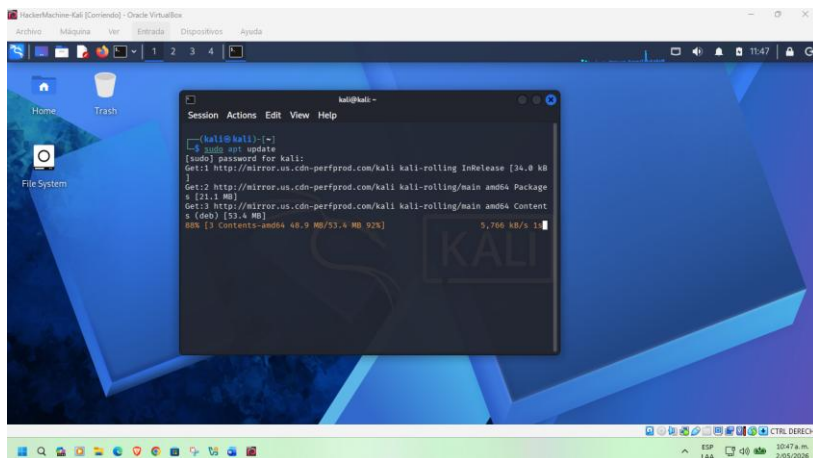 HackerMachine-Kali [Corriendo] - Oracle VirtualBox
Archivo Máquina Ver Entrada Dispositivos Ayuda
1 2 3 4
11:47
Home
Trash
File System
kali@kali: ~
Session Actions Edit View Help
(kali㉿kali)-[~]
$ sudo apt update
[sudo] password for kali:
Get:1 http://mirror.us.cdn-perfprod.com/kali kali-rolling InRelease [34.0 kB
]
Get:2 http://mirror.us.cdn-perfprod.com/kali kali-rolling/main amd64 Package
s [21.1 MB]
Get:3 http://mirror.us.cdn-perfprod.com/kali kali-rolling/main amd64 Content
s (deb) [53.4 MB]
88% [3 Contents-amd64 48.9 MB/53.4 MB 92%] 5,766 kB/s 1s
KALI
CTRL DERECH
ESP
LAA
10:47 a.m.
2/05/2026